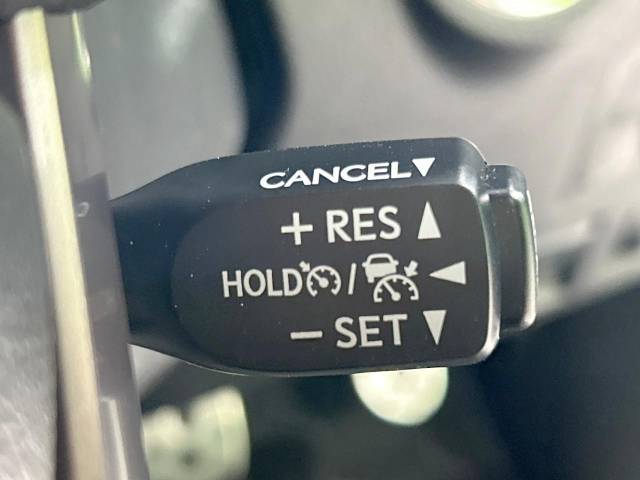 CANCEL▼
+ RES ▲
HOLD / ◀
− SET ▼